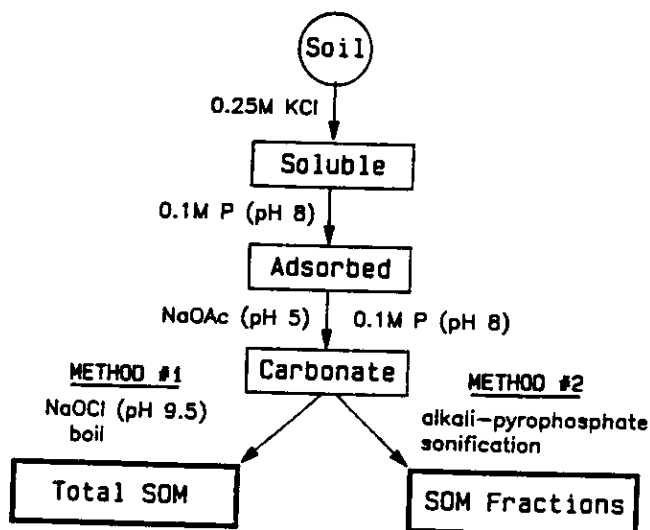 Soil
0.25M KCl
Soluble
0.1M P (pH 8)
Adsorbed
NaOAc (pH 5) 0.1M P (pH 8)
Carbonate
METHOD #1
NaOCl (pH 9.5)
boil
METHOD #2
alkali-pyrophosphate
sonification
Total SOM
SOM Fractions